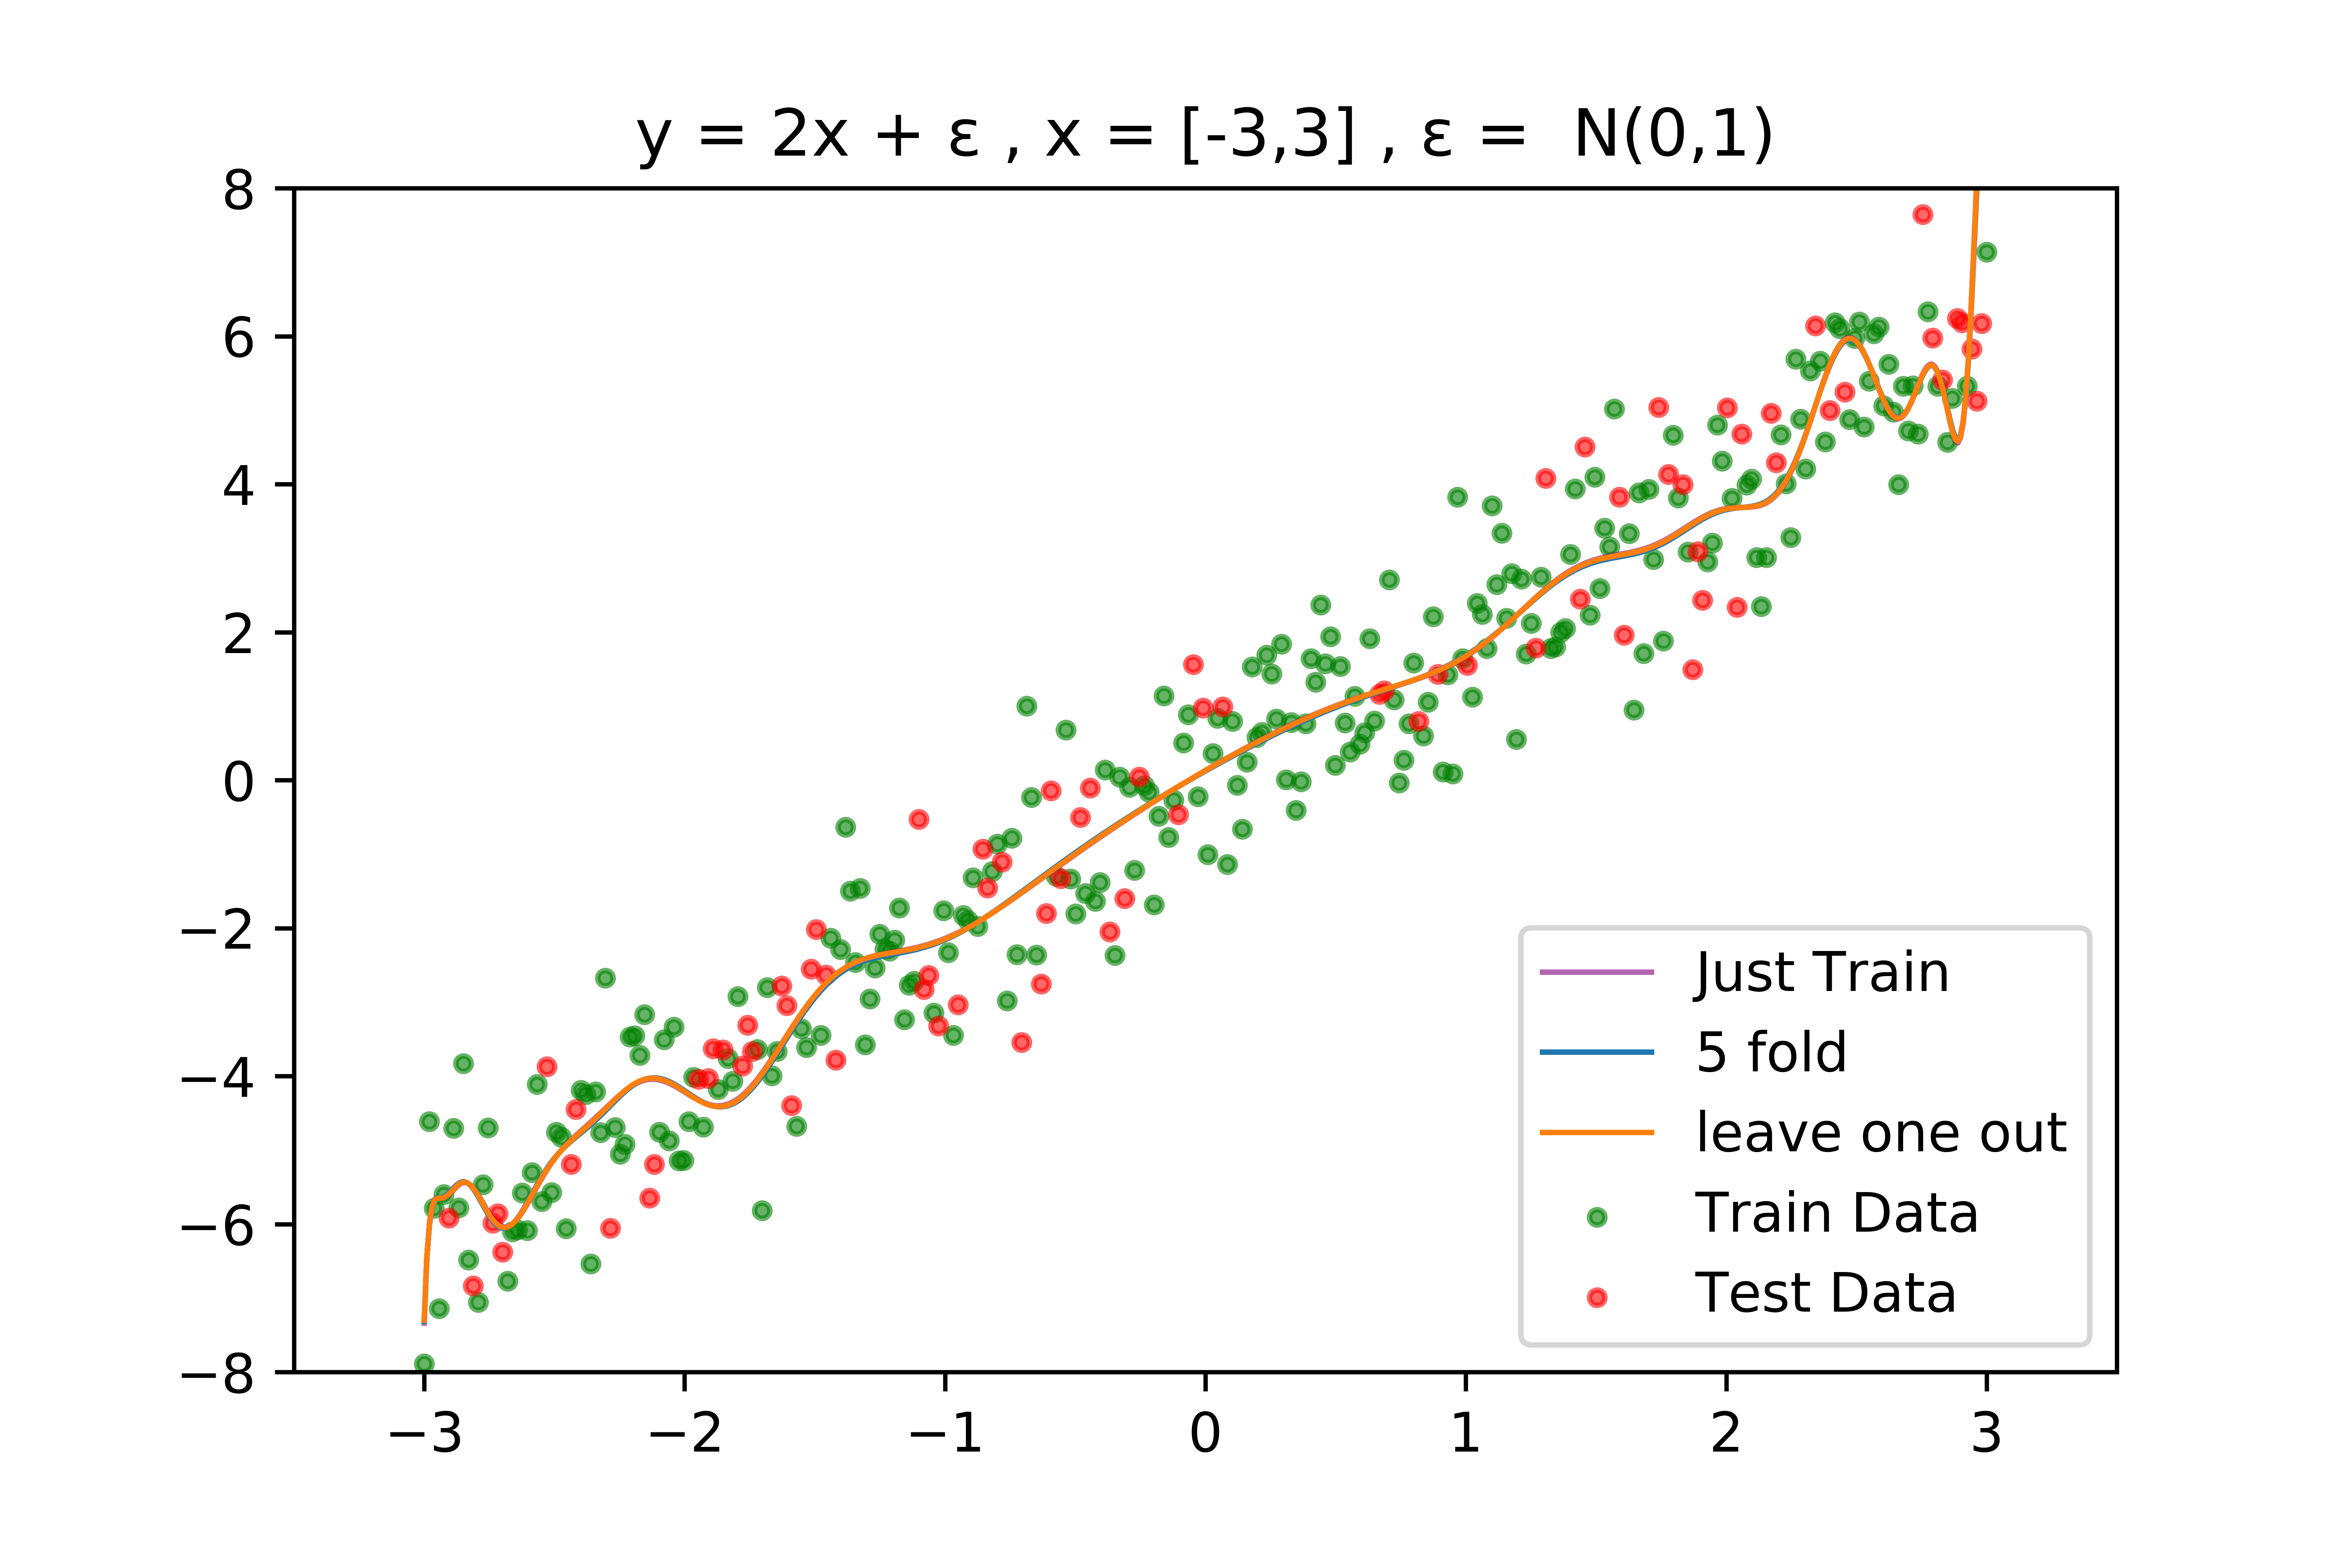 y = 2x + ε , x = [-3,3] , ε =  N(0,1)
8
6
4
2
0
−2
−4
−6
−8
−3 −2 −1 0 1 2 3
Just Train
5 fold
leave one out
Train Data
Test Data